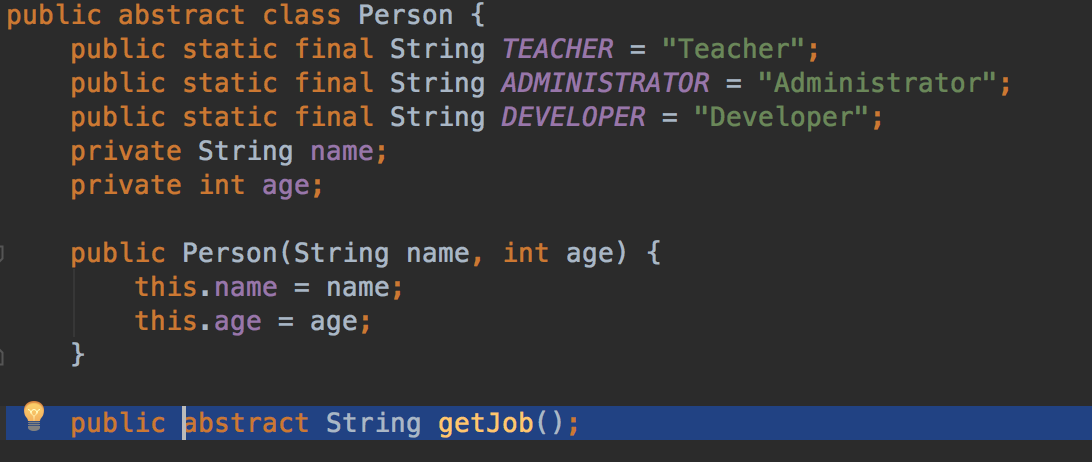 public abstract class Person {
    public static final String TEACHER = "Teacher";
    public static final String ADMINISTRATOR = "Administrator";
    public static final String DEVELOPER = "Developer";
    private String name;
    private int age;

    public Person(String name, int age) {
        this.name = name;
        this.age = age;
    }

    public abstract String getJob();